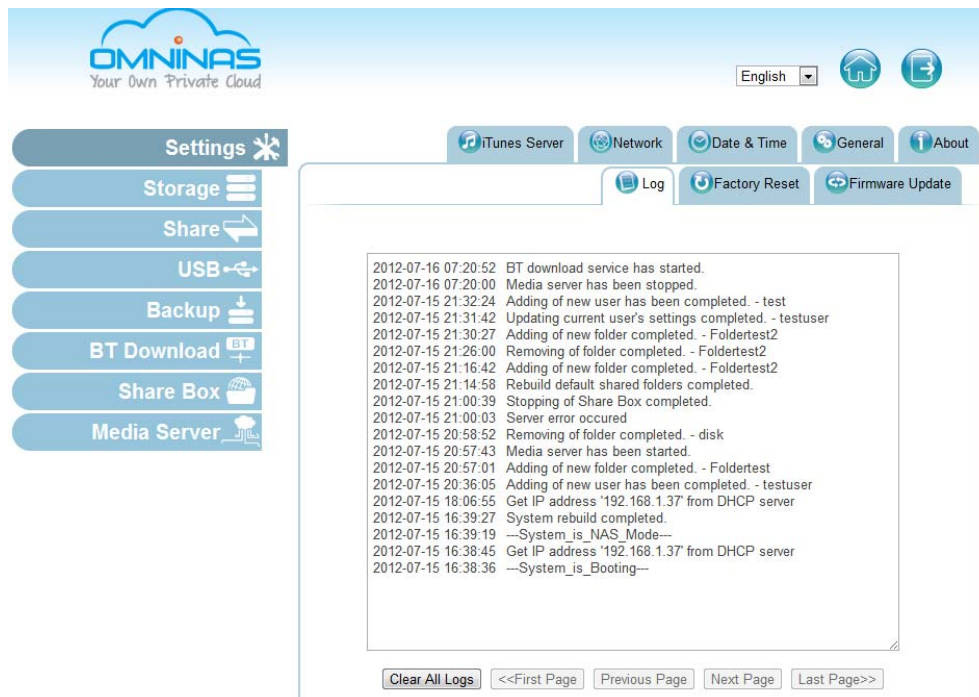 OMNINAS
Your Own Private Cloud
English
Settings
Storage
Share
USB
Backup
BT Download BT
Share Box
Media Server
iTunes Server Network Date & Time General About
Log Factory Reset Firmware Update
2012-07-16 07:20:52 BT download service has started.
2012-07-16 07:20:00 Media server has been stopped.
2012-07-15 21:32:24 Adding of new user has been completed. - test
2012-07-15 21:31:42 Updating current user's settings completed. - testuser
2012-07-15 21:30:27 Adding of new folder completed. - Foldertest2
2012-07-15 21:26:00 Removing of folder completed. - Foldertest2
2012-07-15 21:16:42 Adding of new folder completed. - Foldertest2
2012-07-15 21:14:58 Rebuild default shared folders completed.
2012-07-15 21:00:39 Stopping of Share Box completed.
2012-07-15 21:00:03 Server error occured
2012-07-15 20:58:52 Removing of folder completed. - disk
2012-07-15 20:57:43 Media server has been started.
2012-07-15 20:57:01 Adding of new folder completed. - Foldertest
2012-07-15 20:36:05 Adding of new user has been completed. - testuser
2012-07-15 18:06:55 Get IP address '192.168.1.37' from DHCP server
2012-07-15 16:39:27 System rebuild completed.
2012-07-15 16:39:19 ---System_is_NAS_Mode---
2012-07-15 16:38:45 Get IP address '192.168.1.37' from DHCP server
2012-07-15 16:38:36 ---System_is_Booting---
Clear All Logs <<First Page Previous Page Next Page Last Page>>